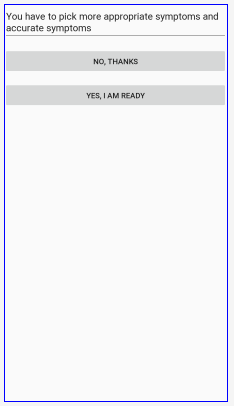 You have to pick more appropriate symptoms and
accurate symptoms
NO, THANKS
YES, I AM READY